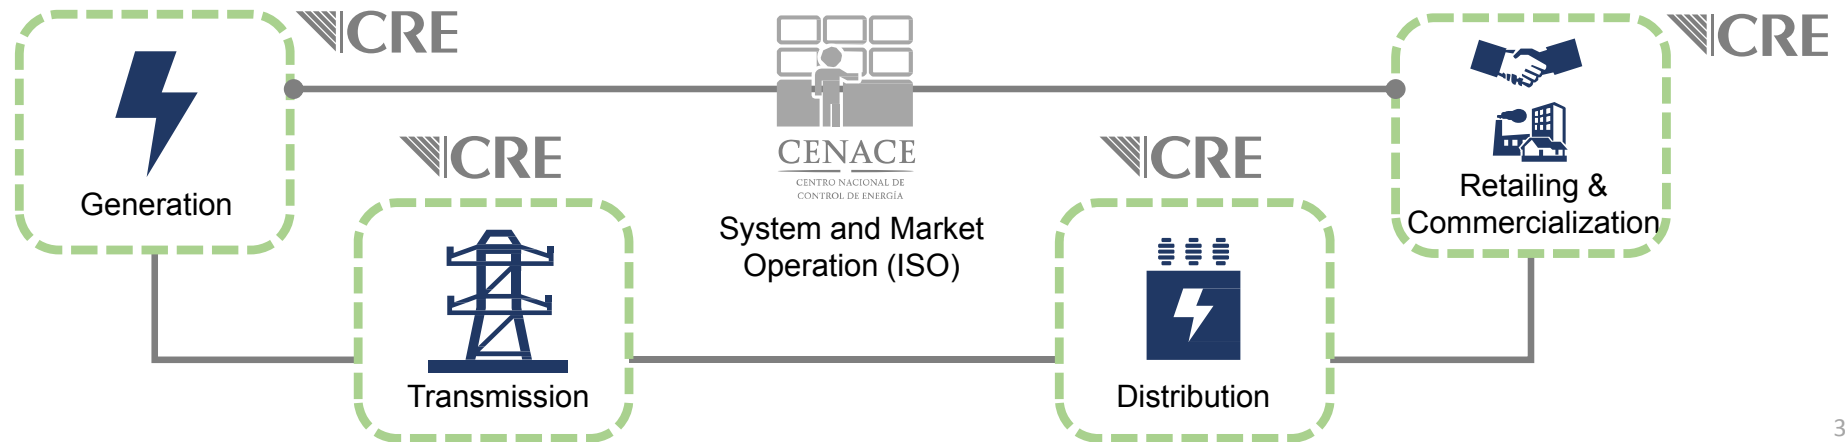 CRE
Generation
CRE
Transmission
CENACE
CENTRO NACIONAL DE
CONTROL DE ENERGÍA
System and Market
Operation (ISO)
CRE
Distribution
CRE
Retailing &
Commercialization
3